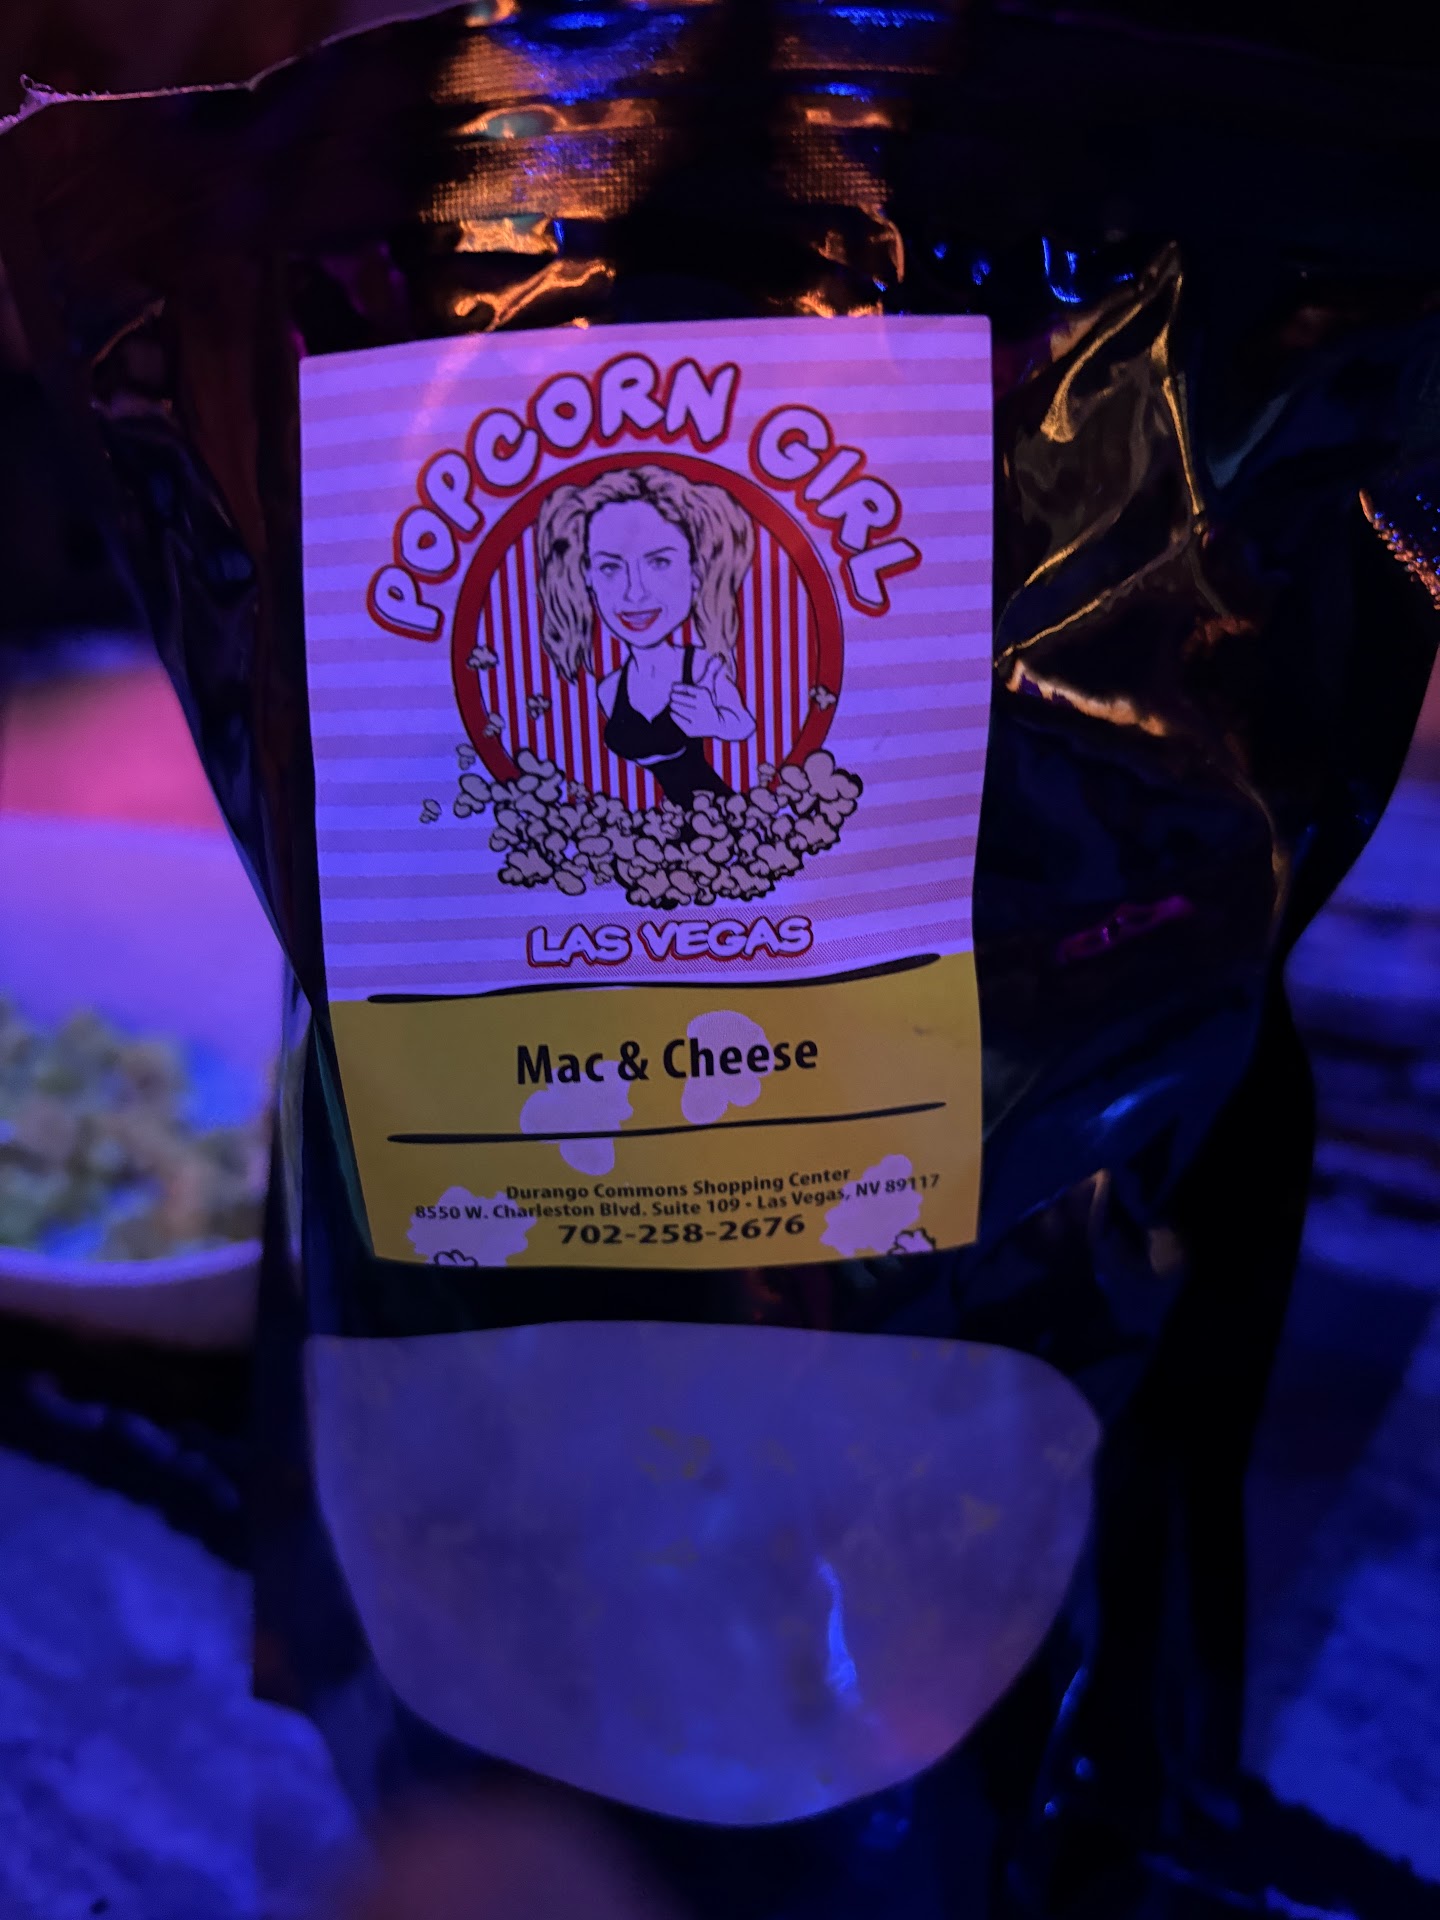 POPCORN GIRL
LAS VEGAS
Mac & Cheese
Durango Commons Shopping Center
8550 W. Charleston Blvd. Suite 109 • Las Vegas, NV 89117
702-258-2676